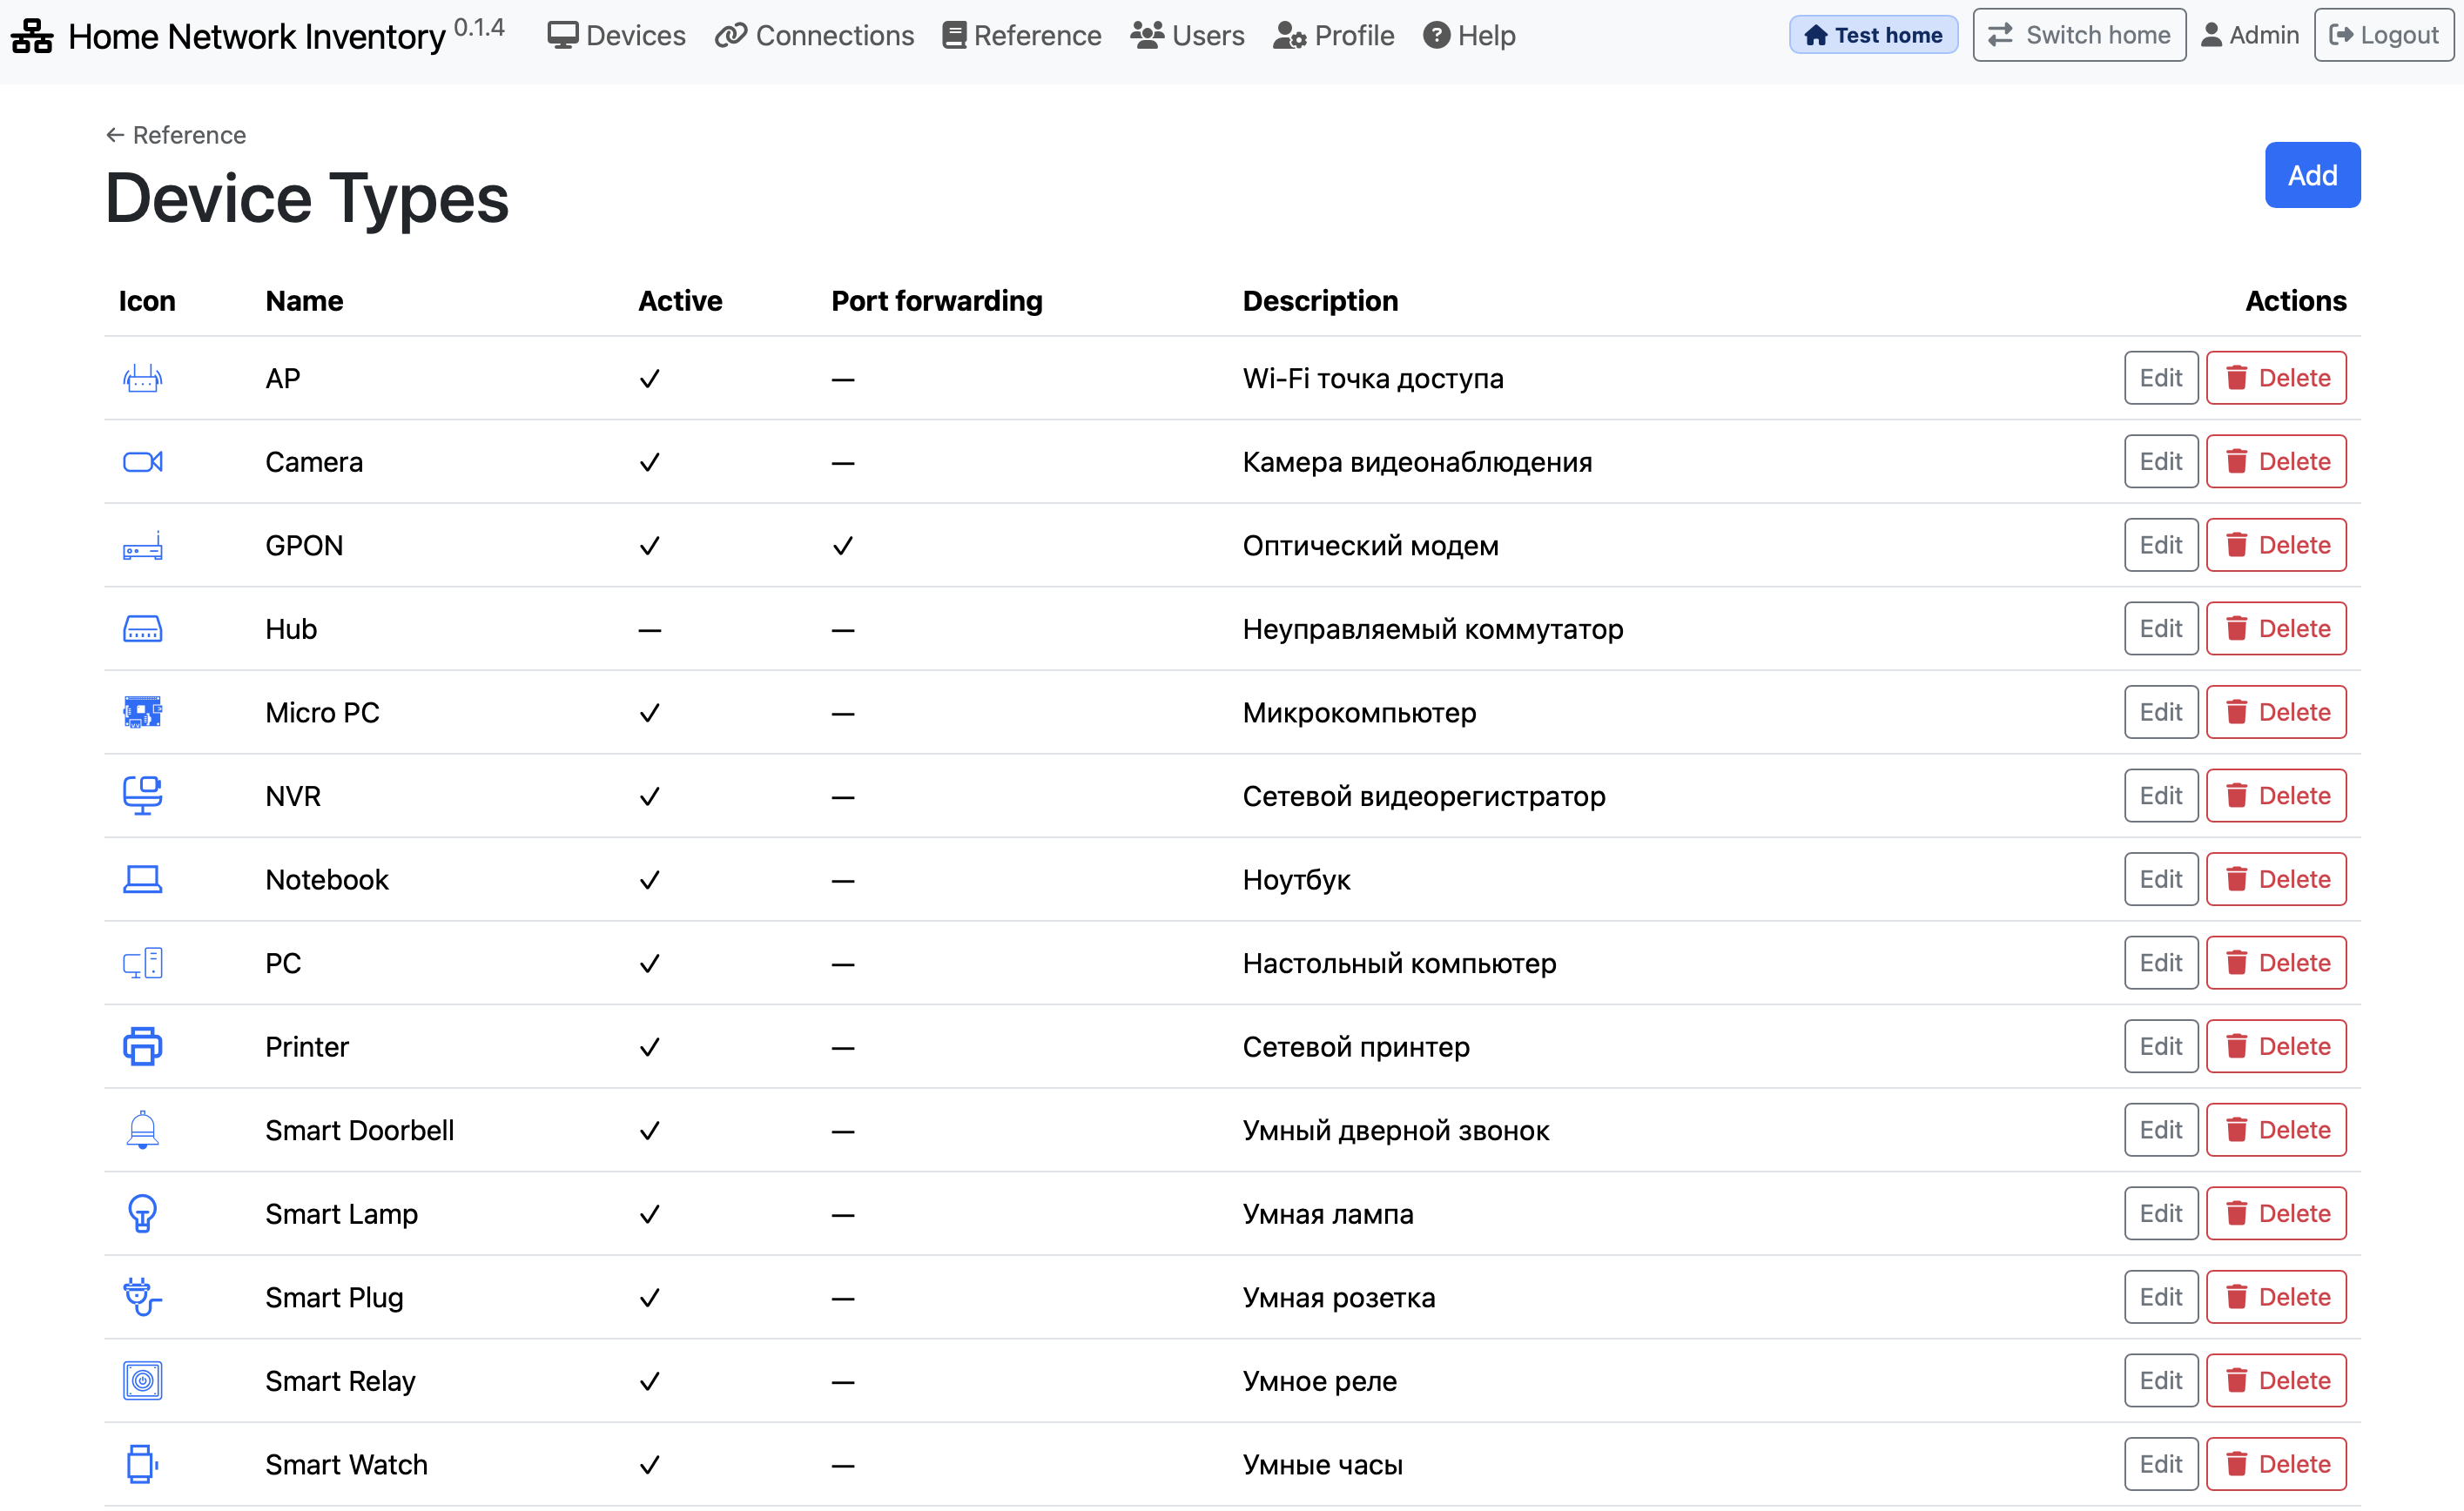 Home Network Inventory 0.1.4 Devices Connections Reference Users Profile Help Test home Switch home Admin Logout
← Reference
Device Types
Add
Icon Name Active Port forwarding Description Actions
AP ✓ — Wi-Fi точка доступа Edit Delete
Camera ✓ — Камера видеонаблюдения Edit Delete
GPON ✓ ✓ Оптический модем Edit Delete
Hub — — Неуправляемый коммутатор Edit Delete
Micro PC ✓ — Микрокомпьютер Edit Delete
NVR ✓ — Сетевой видеорегистратор Edit Delete
Notebook ✓ — Ноутбук Edit Delete
PC ✓ — Настольный компьютер Edit Delete
Printer ✓ — Сетевой принтер Edit Delete
Smart Doorbell ✓ — Умный дверной звонок Edit Delete
Smart Lamp ✓ — Умная лампа Edit Delete
Smart Plug ✓ — Умная розетка Edit Delete
Smart Relay ✓ — Умное реле Edit Delete
Smart Watch ✓ — Умные часы Edit Delete